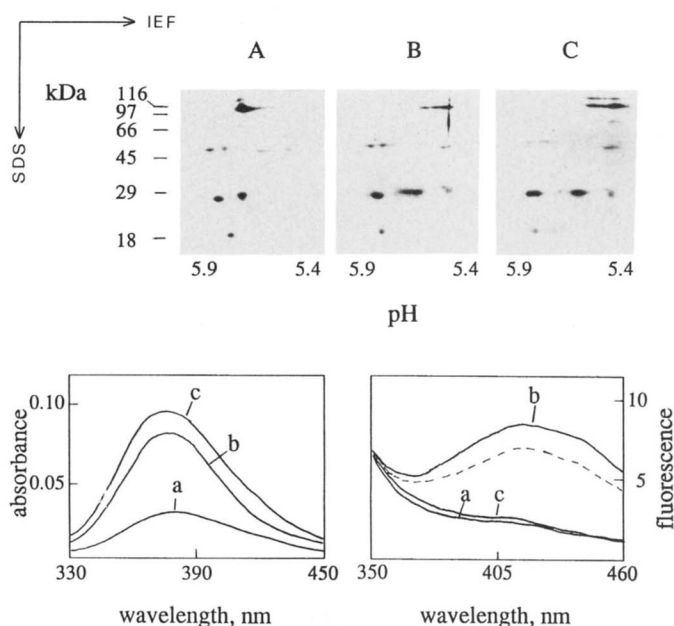 IEF
SDS
A B C
kDa
116
97
66
45
29
18
5.9 5.4 5.9 5.4 5.9 5.4
pH
0.10
0.05
absorbance
c
b
a
330 390 450
wavelength, nm
b
a c
10
5
fluorescence
350 405 460
wavelength, nm